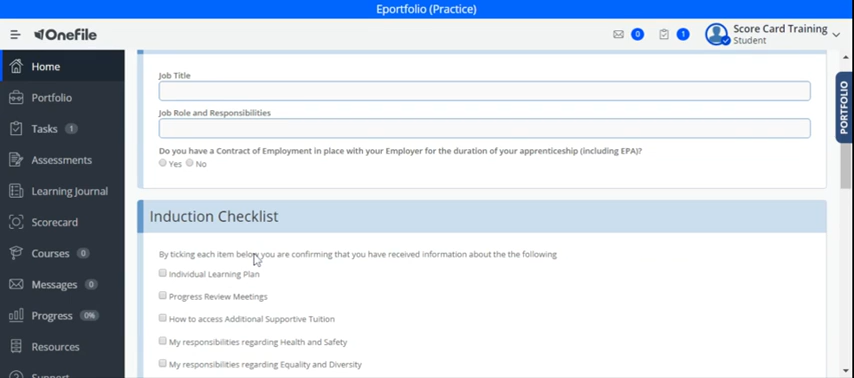 Eportfolio (Practice)
Onefile
0
1
Score Card Training
Student
Home
Portfolio
Tasks 1
Assessments
Learning Journal
Scorecard
Courses 0
Messages 0
Progress 0%
Resources
Support
Job Title
Job Role and Responsibilities
Do you have a Contract of Employment in place with your Employer for the duration of your apprenticeship (including EPA)?
Yes No
Induction Checklist
By ticking each item below you are confirming that you have received information about the the following
Individual Learning Plan
Progress Review Meetings
How to access Additional Supportive Tuition
My responsibilities regarding Health and Safety
My responsibilities regarding Equality and Diversity
PORTFOLIO